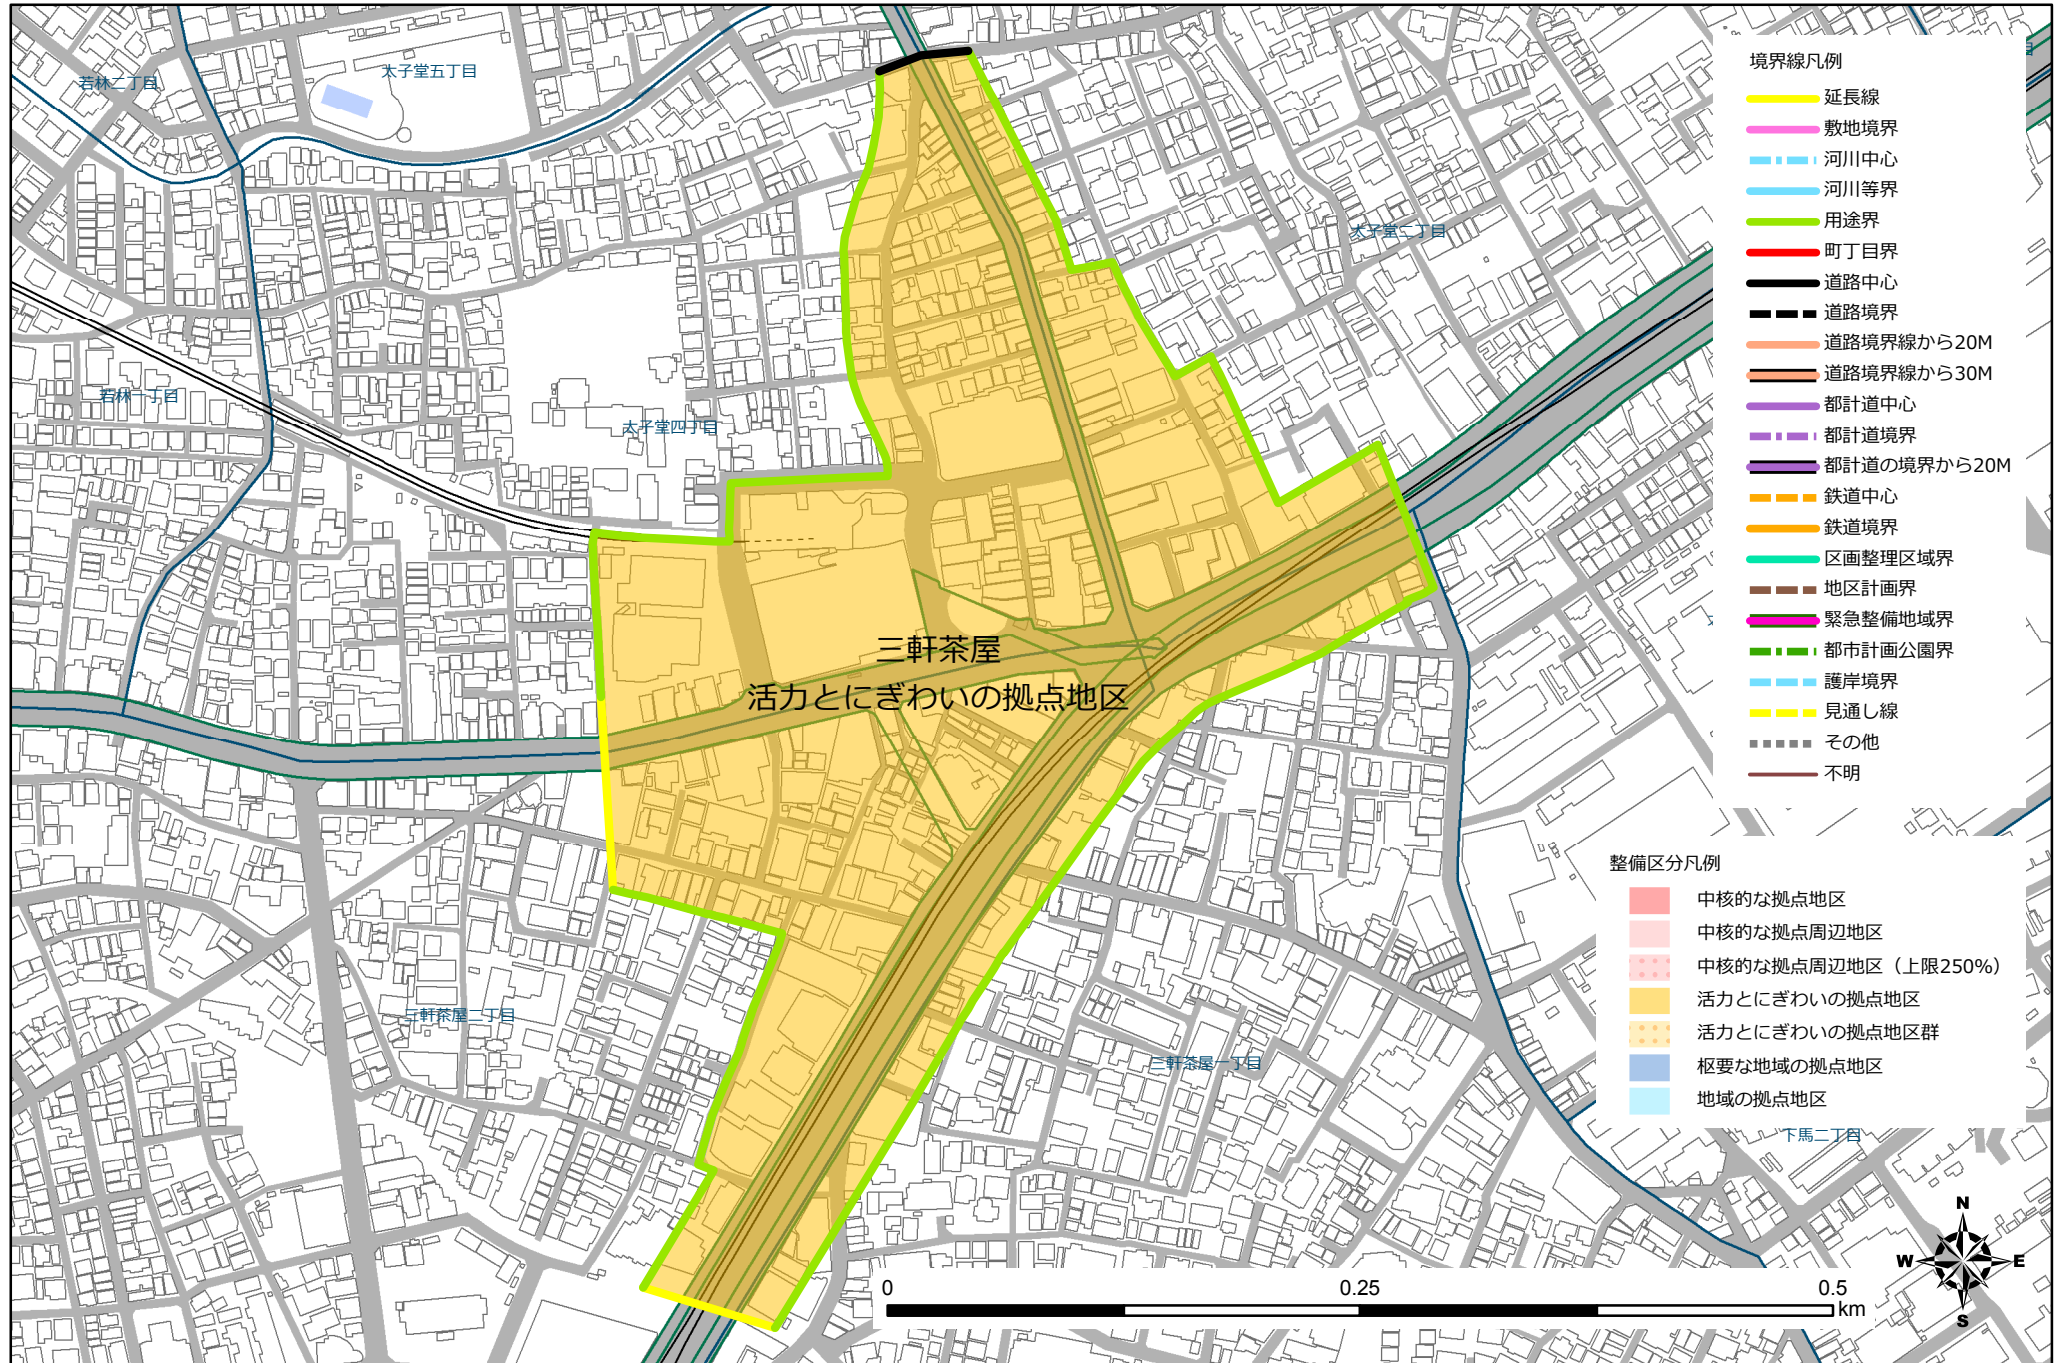 若林二丁目
太子堂五丁目
太子堂二丁目
若林一丁目
太子堂四丁目
三軒茶屋
活力とにぎわいの拠点地区
三軒茶屋二丁目
三軒茶屋一丁目
下馬二丁目
境界線凡例
延長線
敷地境界
河川中心
河川等界
用途界
町丁目界
道路中心
道路境界
道路境界線から20M
道路境界線から30M
都計道中心
都計道境界
都計道の境界から20M
鉄道中心
鉄道境界
区画整理区域界
地区計画界
緊急整備地域界
都市計画公園界
護岸境界
見通し線
その他
不明
整備区分凡例
中核的な拠点地区
中核的な拠点周辺地区
中核的な拠点周辺地区（上限250%）
活力とにぎわいの拠点地区
活力とにぎわいの拠点地区群
枢要な地域の拠点地区
地域の拠点地区
N
W E
S
0 0.25 0.5
km